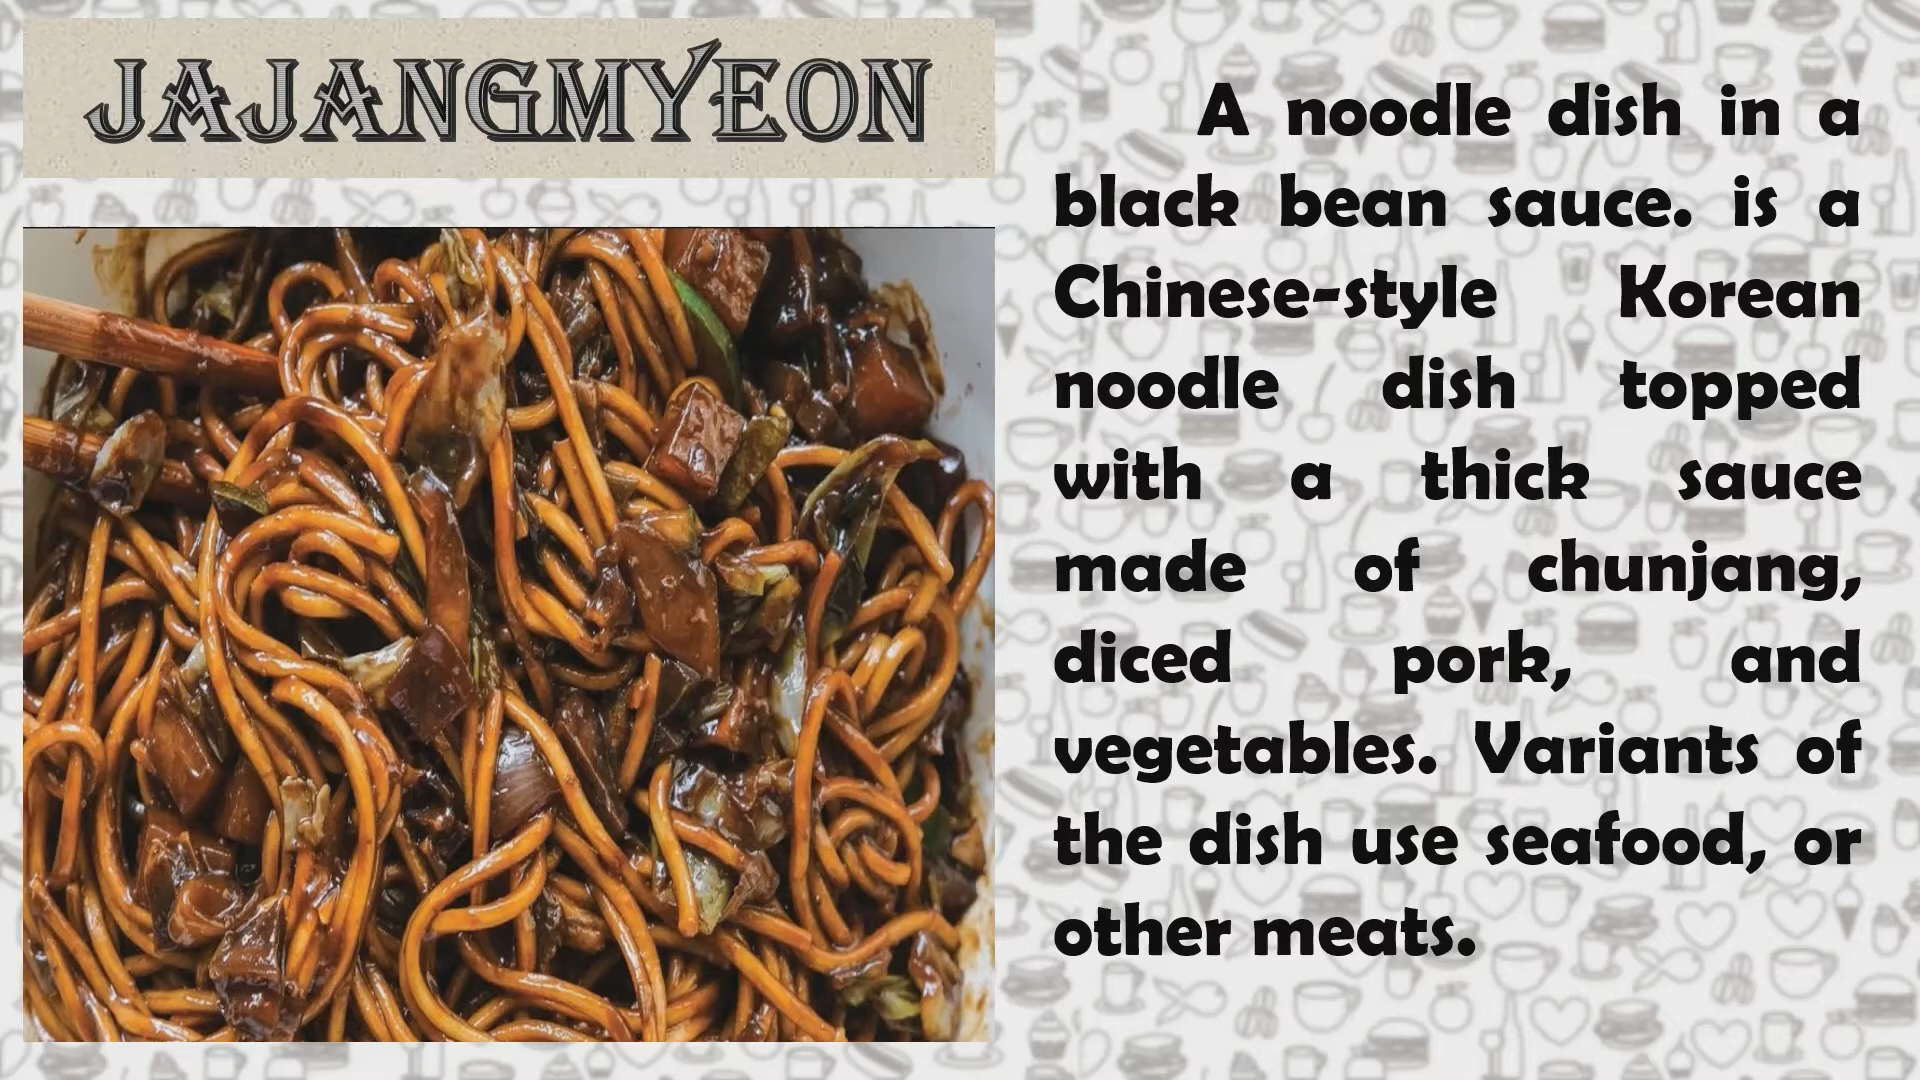 JAJANGMYEON
A noodle dish in a
black bean sauce. is a
Chinese-style Korean
noodle dish topped
with a thick sauce
made of chunjang,
diced pork, and
vegetables. Variants of
the dish use seafood, or
other meats.